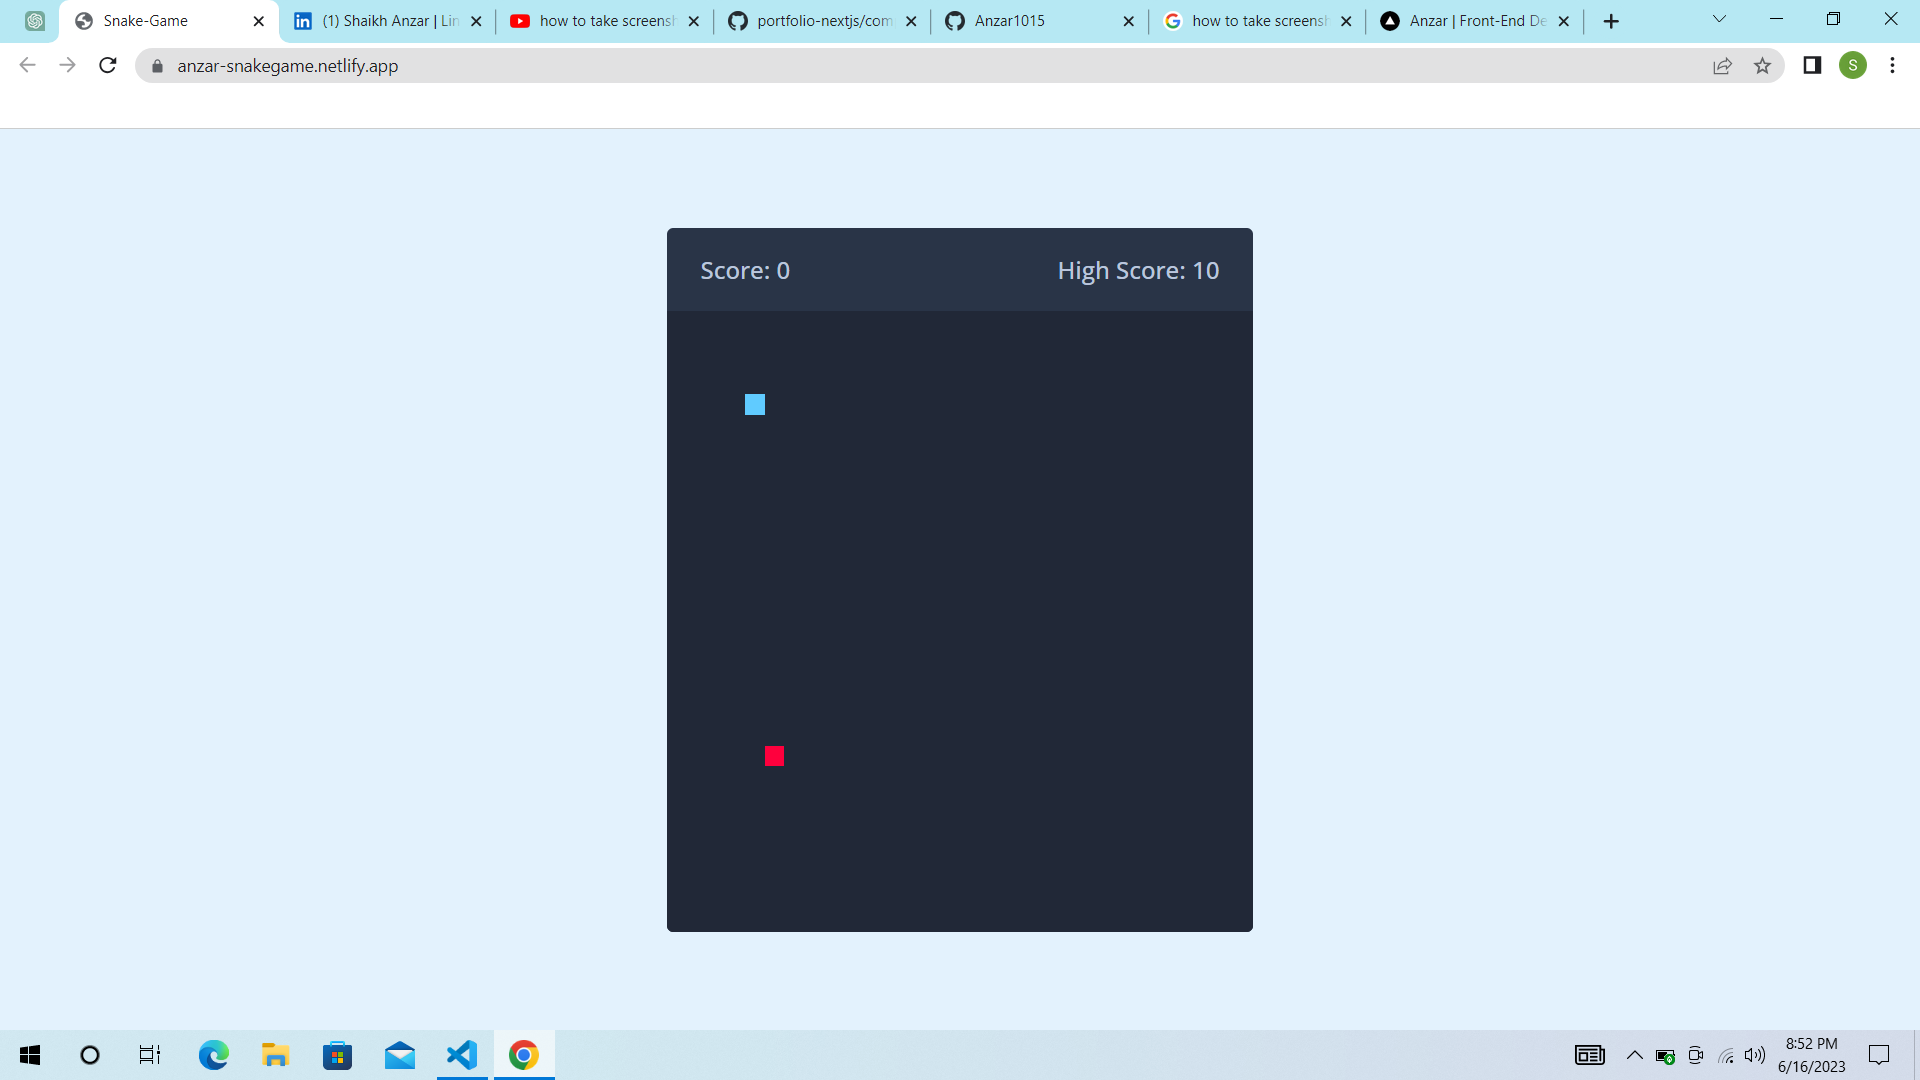 Snake-Game
(1) Shaikh Anzar | Lin
how to take screensh
portfolio-nextjs/com
Anzar1015
how to take screensh
Anzar | Front-End De
anzar-snakegame.netlify.app
S
Score: 0
High Score: 10
8:52 PM
6/16/2023